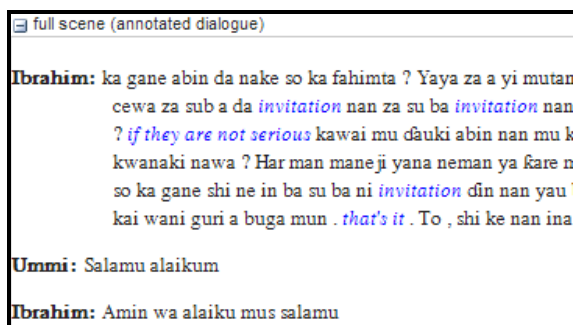 full scene (annotated dialogue)
Ibrahim: ka gane abin da nake so ka fahimta ? Yaya za a yi mutan
cewa za sub a da invitation nan za su ba invitation nan
? if they are not serious kawai mu ɗauki abin nan mu k
kwanaki nawa ? Har man maneji yana neman ya ƙare m
so ka gane shi ne in ba su ba ni invitation ɗin nan yau
kai wani guri a buga mun . that's it . To , shi ke nan ina
Ummi: Salamu alaikum
Ibrahim: Amin wa alaiku mus salamu